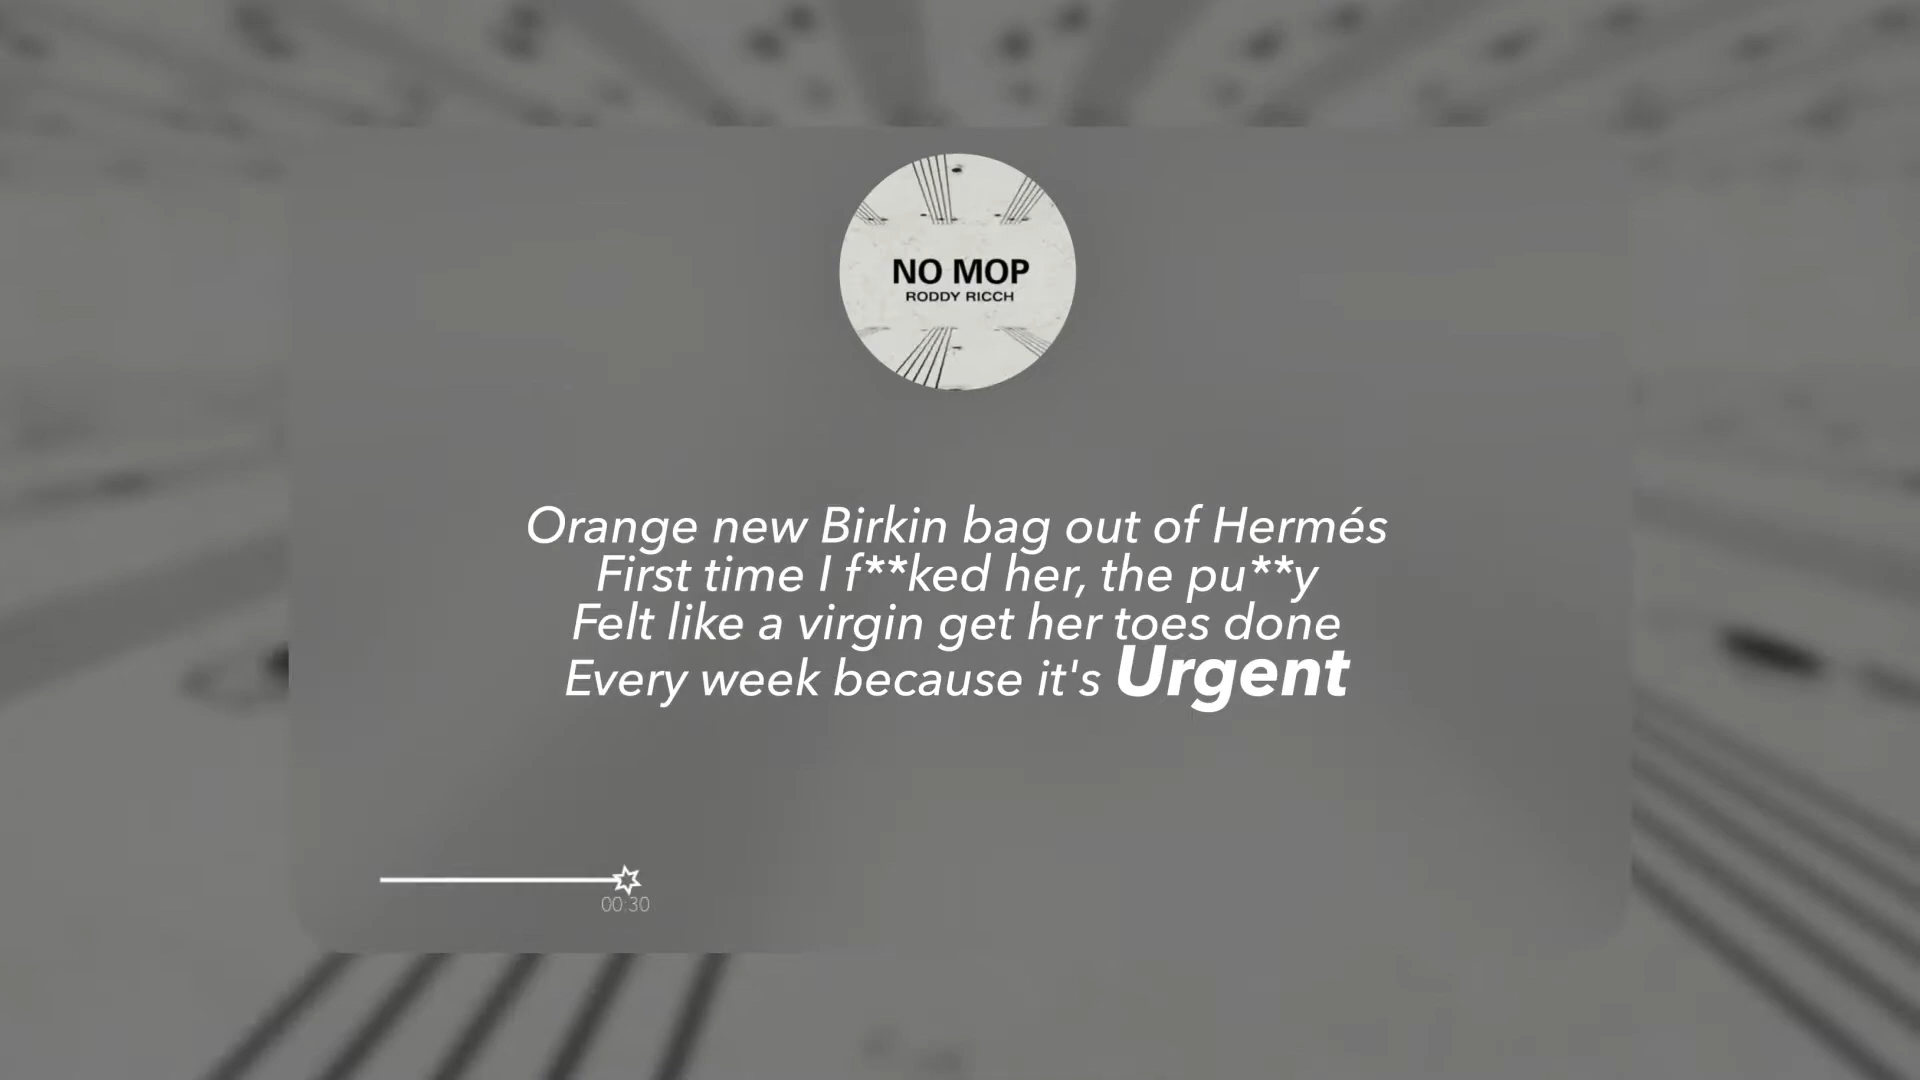 NO MOP
RODDY RICCH
Orange new Birkin bag out of Hermés
First time I f**ked her, the pu**y
Felt like a virgin get her toes done
Every week because it's Urgent
00:30